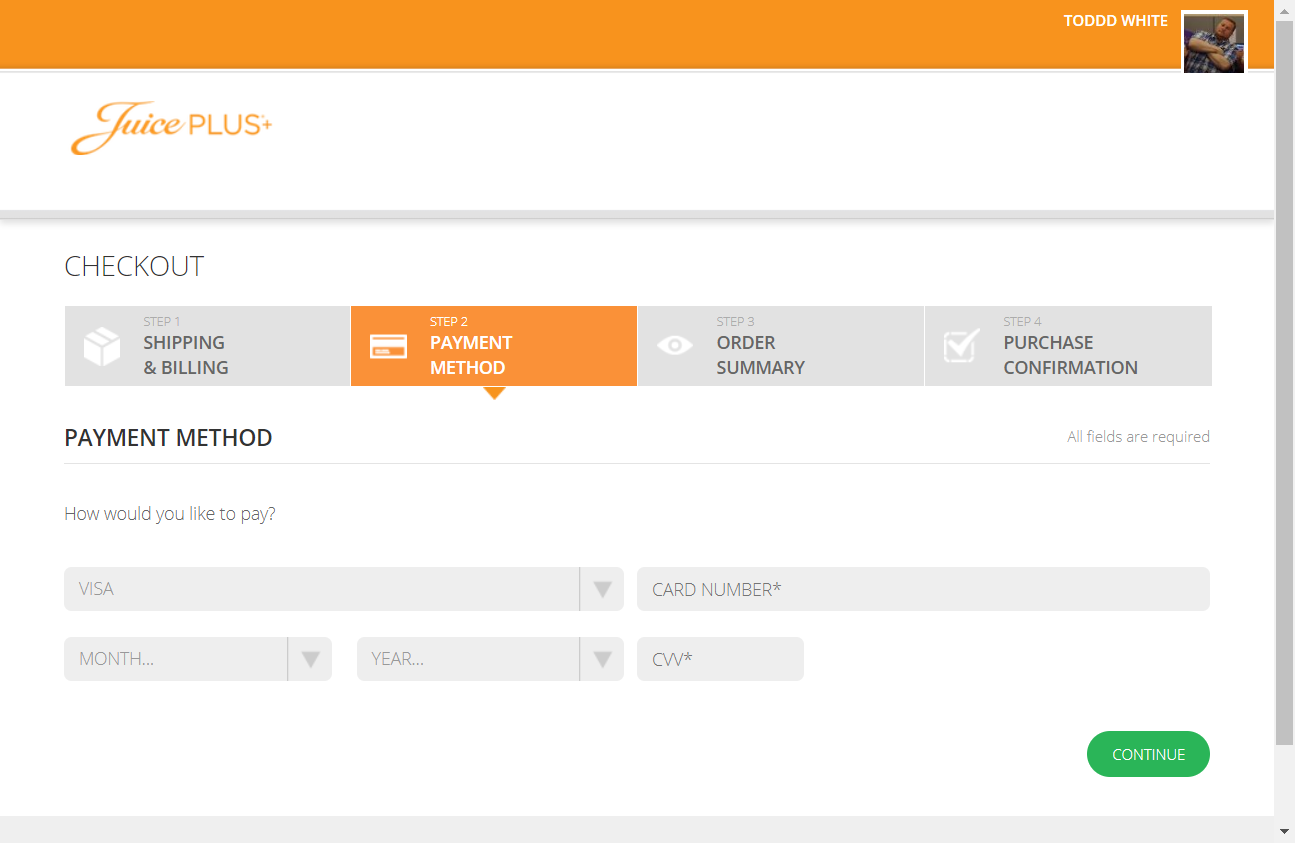 TODDD WHITE
Juice PLUS+
CHECKOUT
STEP 1
SHIPPING
& BILLING
STEP 2
PAYMENT
METHOD
STEP 3
ORDER
SUMMARY
STEP 4
PURCHASE
CONFIRMATION
PAYMENT METHOD
All fields are required
How would you like to pay?
VISA
CARD NUMBER*
MONTH...
YEAR...
CVV*
CONTINUE